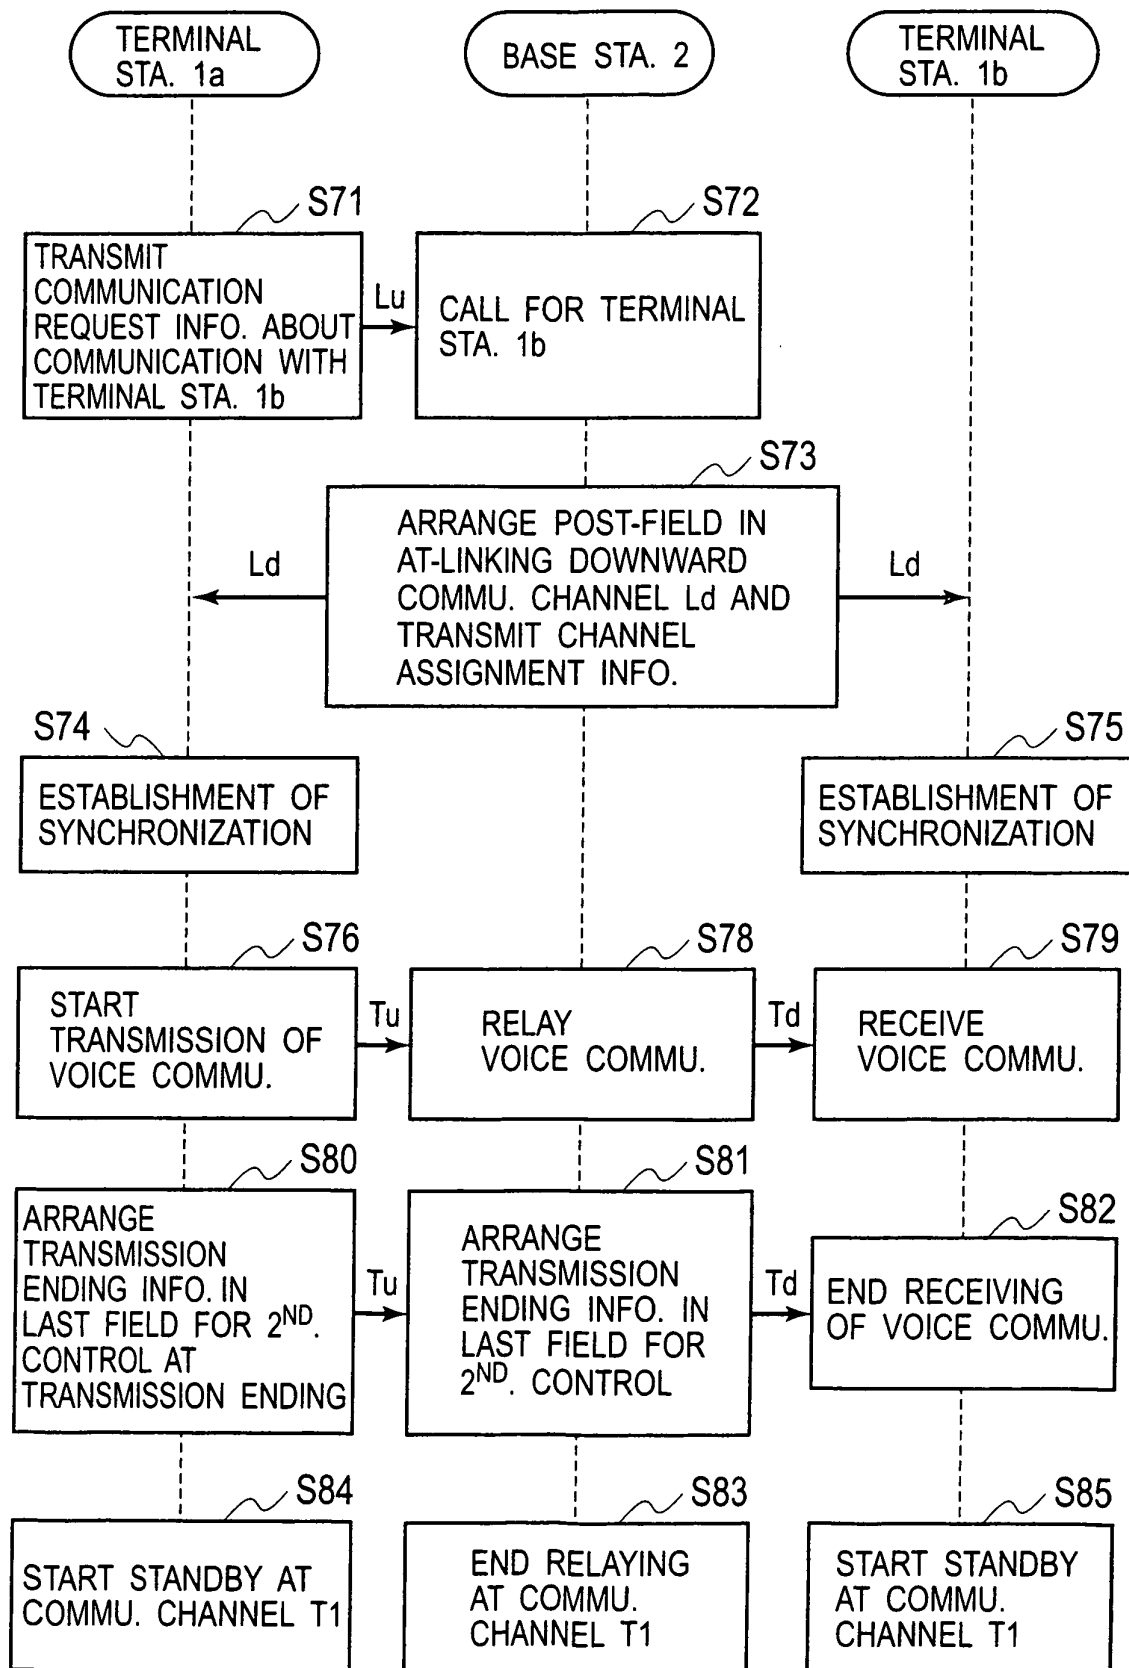 TERMINAL
STA. 1a
BASE STA. 2
TERMINAL
STA. 1b
S71
TRANSMIT
COMMUNICATION
REQUEST INFO. ABOUT
COMMUNICATION WITH
TERMINAL STA. 1b
Lu
S72
CALL FOR TERMINAL
STA. 1b
S73
ARRANGE POST-FIELD IN
AT-LINKING DOWNWARD
COMMU. CHANNEL Ld AND
TRANSMIT CHANNEL
ASSIGNMENT INFO.
Ld
Ld
S74
ESTABLISHMENT OF
SYNCHRONIZATION
S75
ESTABLISHMENT OF
SYNCHRONIZATION
S76
START
TRANSMISSION OF
VOICE COMMU.
Tu
S78
RELAY
VOICE COMMU.
Td
S79
RECEIVE
VOICE COMMU.
S80
ARRANGE
TRANSMISSION
ENDING INFO. IN
LAST FIELD FOR 2ND.
CONTROL AT
TRANSMISSION ENDING
Tu
S81
ARRANGE
TRANSMISSION
ENDING INFO. IN
LAST FIELD FOR
2ND. CONTROL
Td
S82
END RECEIVING
OF VOICE COMMU.
S84
START STANDBY AT
COMMU. CHANNEL T1
S83
END RELAYING
AT COMMU.
CHANNEL T1
S85
START STANDBY
AT COMMU.
CHANNEL T1